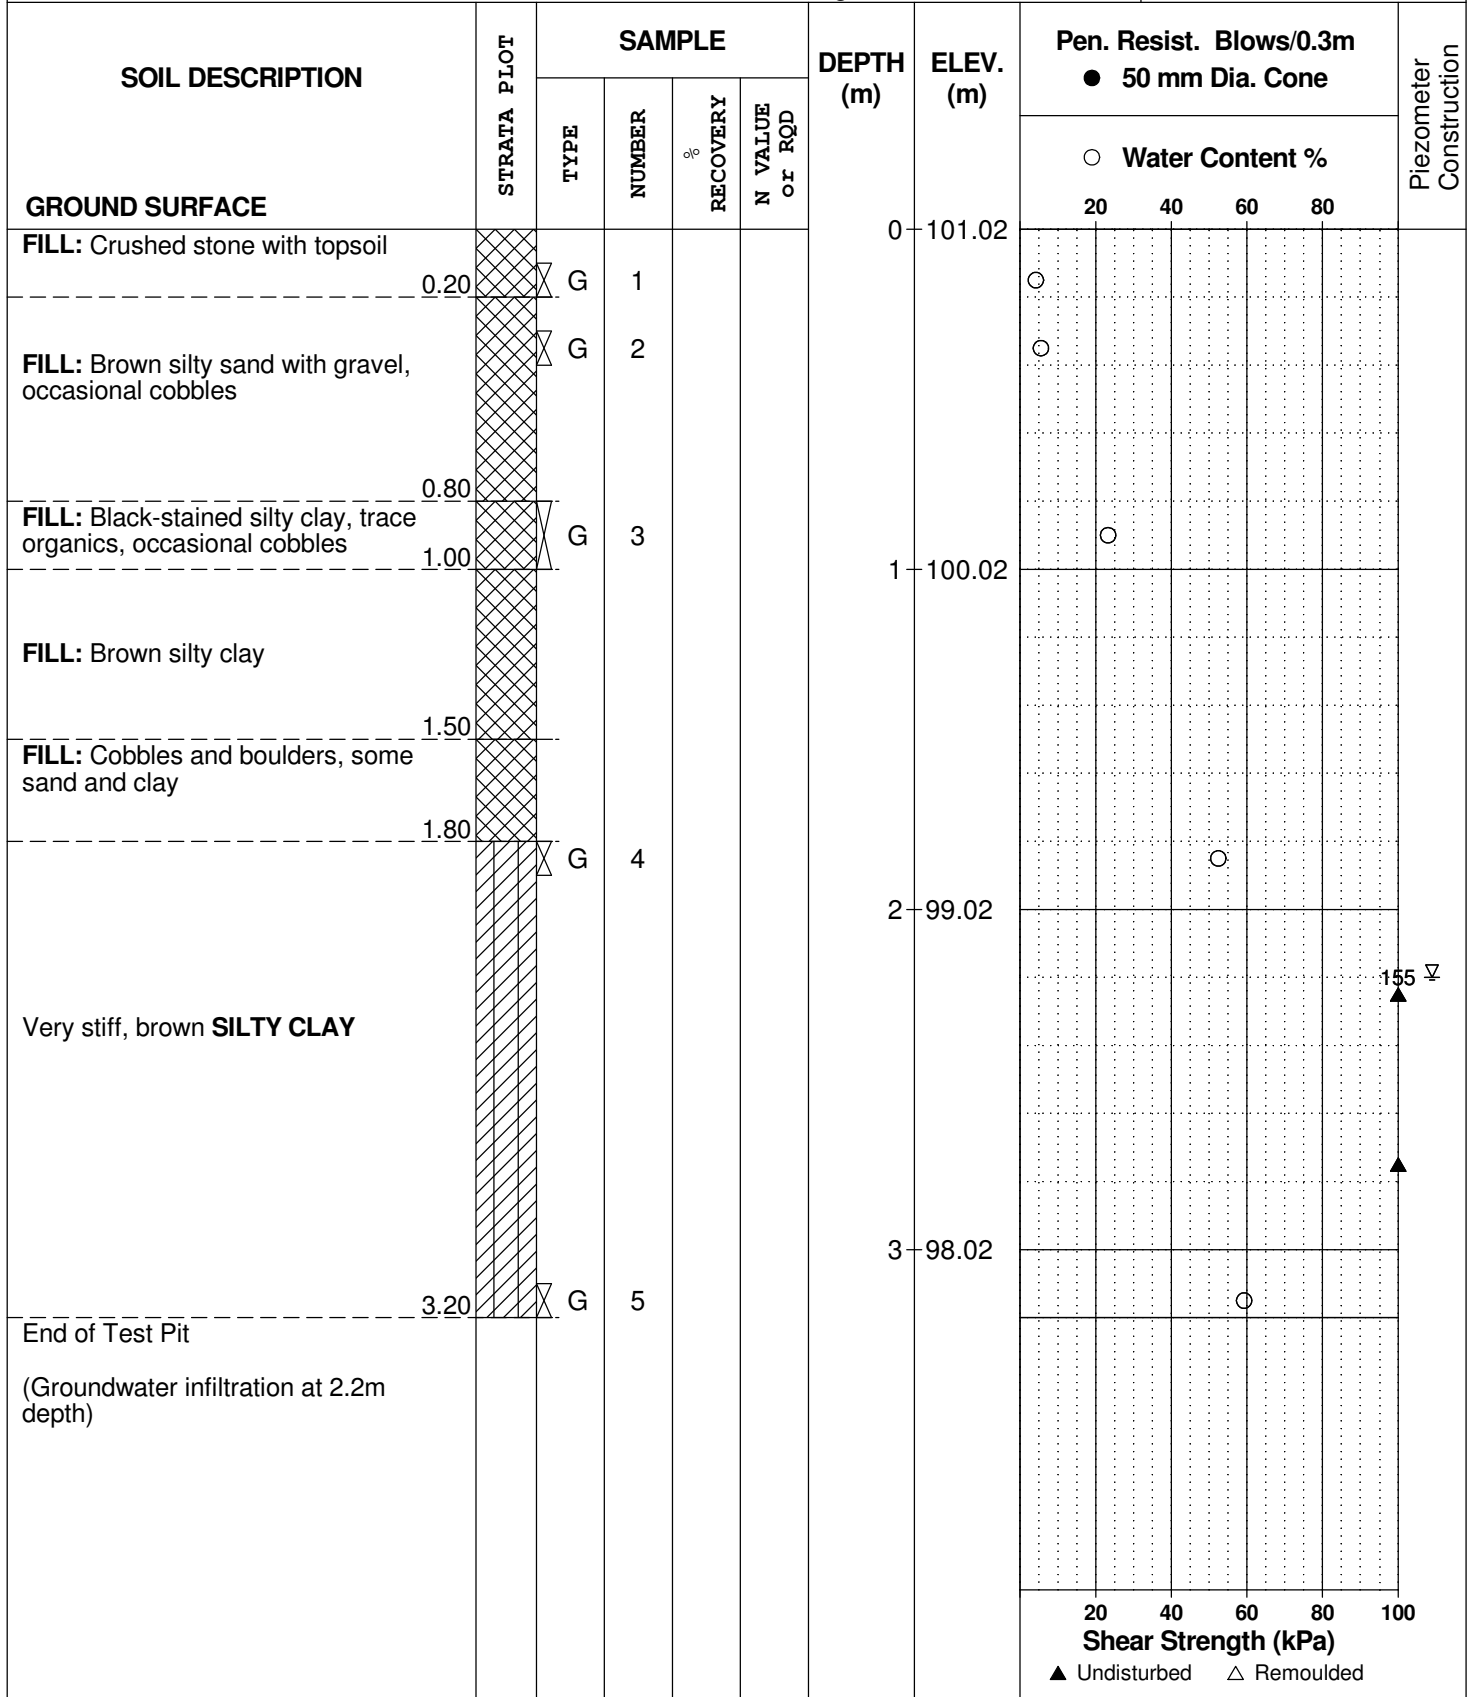 SOIL DESCRIPTION
GROUND SURFACE
STRATA PLOT
SAMPLE
TYPE
NUMBER
% RECOVERY
N VALUE or RQD
DEPTH (m)
ELEV. (m)
Pen. Resist. Blows/0.3m
● 50 mm Dia. Cone
○ Water Content %
20 40 60 80
Piezometer Construction
0 101.02
FILL: Crushed stone with topsoil
0.20
G 1
G 2
FILL: Brown silty sand with gravel,
occasional cobbles
0.80
FILL: Black-stained silty clay, trace
organics, occasional cobbles
1.00
G 3
1 100.02
FILL: Brown silty clay
1.50
FILL: Cobbles and boulders, some
sand and clay
1.80
G 4
2 99.02
155
Very stiff, brown SILTY CLAY
3 98.02
3.20
G 5
End of Test Pit
(Groundwater infiltration at 2.2m
depth)
20 40 60 80 100
Shear Strength (kPa)
▲ Undisturbed △ Remoulded